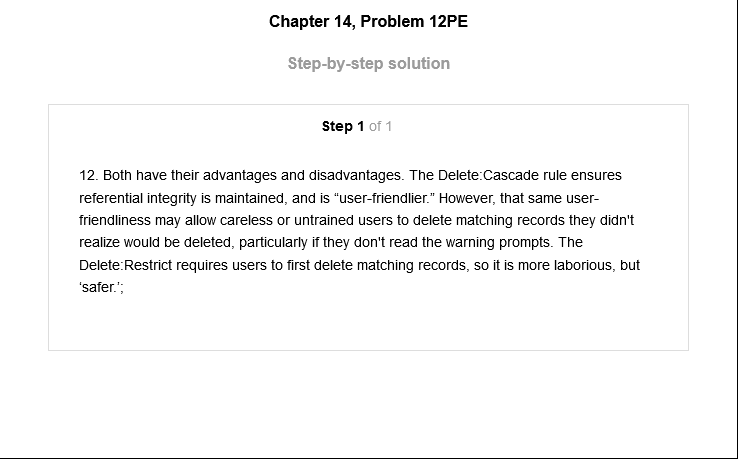 Chapter 14, Problem 12PE
Step-by-step solution
Step 1 of 1
12. Both have their advantages and disadvantages. The Delete:Cascade rule ensures
referential integrity is maintained, and is “user-friendlier.” However, that same user-
friendliness may allow careless or untrained users to delete matching records they didn't
realize would be deleted, particularly if they don't read the warning prompts. The
Delete:Restrict requires users to first delete matching records, so it is more laborious, but
‘safer.’;